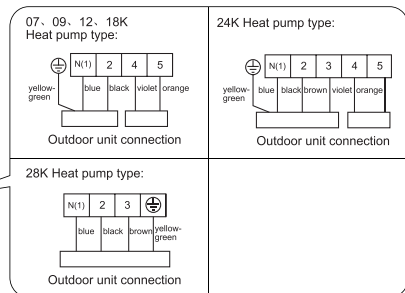 07、09、12、18K
Heat pump type:
N(1) 2 4 5
yellow-
green
blue black violet orange
Outdoor unit connection
24K Heat pump type:
N(1) 2 3 4 5
yellow-
green
blue black brown violet orange
Outdoor unit connection
28K Heat pump type:
N(1) 2 3
blue black brown yellow-
green
Outdoor unit connection